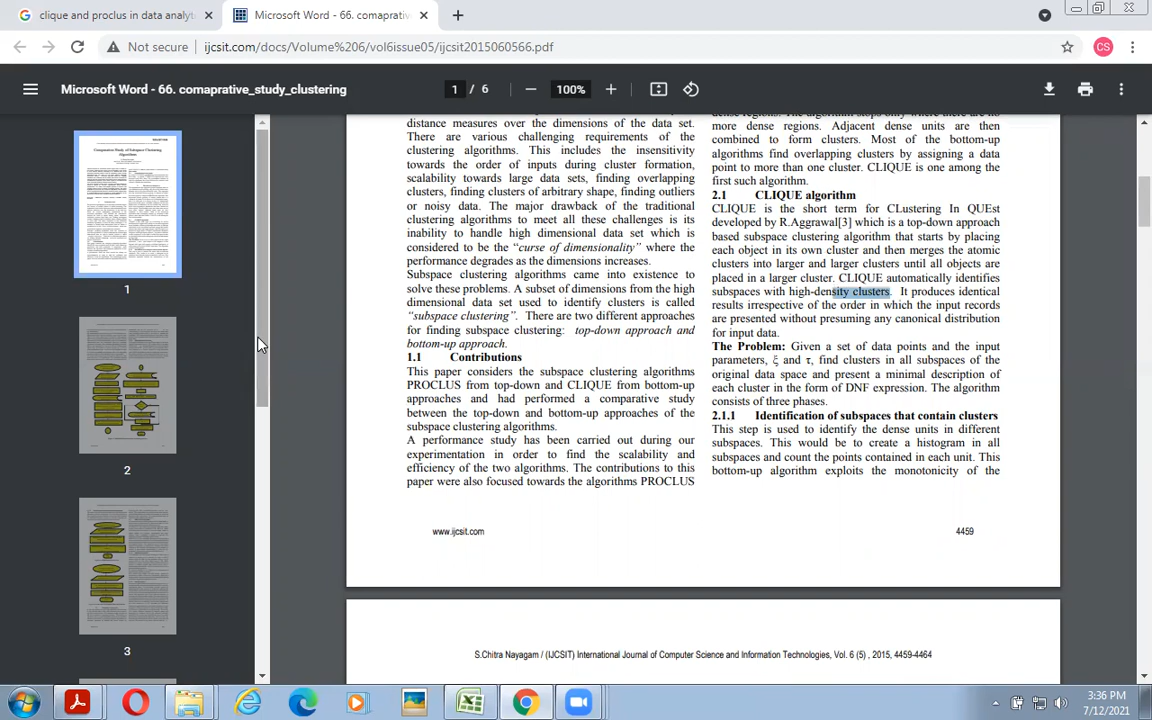 clique and proclus in data analyt
Microsoft Word - 66. comaprativ
Not secure
ijcsit.com/docs/Volume%206/vol6issue05/ijcsit2015060566.pdf
CS
Microsoft Word - 66. comaprative_study_clustering
1 / 6
100%
1
2
3
distance measures over the dimensions of the data set.
There are various challenging requirements of the
clustering algorithms. This includes the insensitivity
towards the order of inputs during cluster formation,
scalability towards large data sets, finding overlapping
clusters, finding clusters of arbitrary shape, finding outliers
or noisy data. The major drawback of the traditional
clustering algorithms to meet all these challenges is its
inability to handle high dimensional data set which is
considered to be the "curse of dimensionality" where the
performance degrades as the dimensions increases.
Subspace clustering algorithms came into existence to
solve these problems. A subset of dimensions from the high
dimensional data set used to identify clusters is called
"subspace clustering". There are two different approaches
for finding subspace clustering: top-down approach and
bottom-up approach.
1.1 Contributions
This paper considers the subspace clustering algorithms
PROCLUS from top-down and CLIQUE from bottom-up
approaches and had performed a comparative study
between the top-down and bottom-up approaches of the
subspace clustering algorithms.
A performance study has been carried out during our
experimentation in order to find the scalability and
efficiency of the two algorithms. The contributions to this
paper were also focused towards the algorithms PROCLUS
dense regions. The algorithm stops only where there are no
more dense regions. Adjacent dense units are then
combined to form clusters. Most of the bottom-up
algorithms find overlapping clusters by assigning a data
point to more than one cluster. CLIQUE is one among the
first such algorithm.
2.1 CLIQUE algorithm
CLIQUE is the short term for CLustering In QUEst
developed by R.Aggrawal[3] which is a top-down approach
based subspace clustering algorithm that starts by placing
each object in its own cluster and then merges the atomic
clusters into larger and larger clusters until all objects are
placed in a larger cluster. CLIQUE automatically identifies
subspaces with high-density clusters. It produces identical
results irrespective of the order in which the input records
are presented without presuming any canonical distribution
for input data.
The Problem: Given a set of data points and the input
parameters, ξ and τ, find clusters in all subspaces of the
original data space and present a minimal description of
each cluster in the form of DNF expression. The algorithm
consists of three phases.
2.1.1 Identification of subspaces that contain clusters
This step is used to identify the dense units in different
subspaces. This would be to create a histogram in all
subspaces and count the points contained in each unit. This
bottom-up algorithm exploits the monotonicity of the
www.ijcsit.com
4459
S.Chitra Nayagam / (IJCSIT) International Journal of Computer Science and Information Technologies, Vol. 6 (5) , 2015, 4459-4464
3:36 PM
7/12/2021